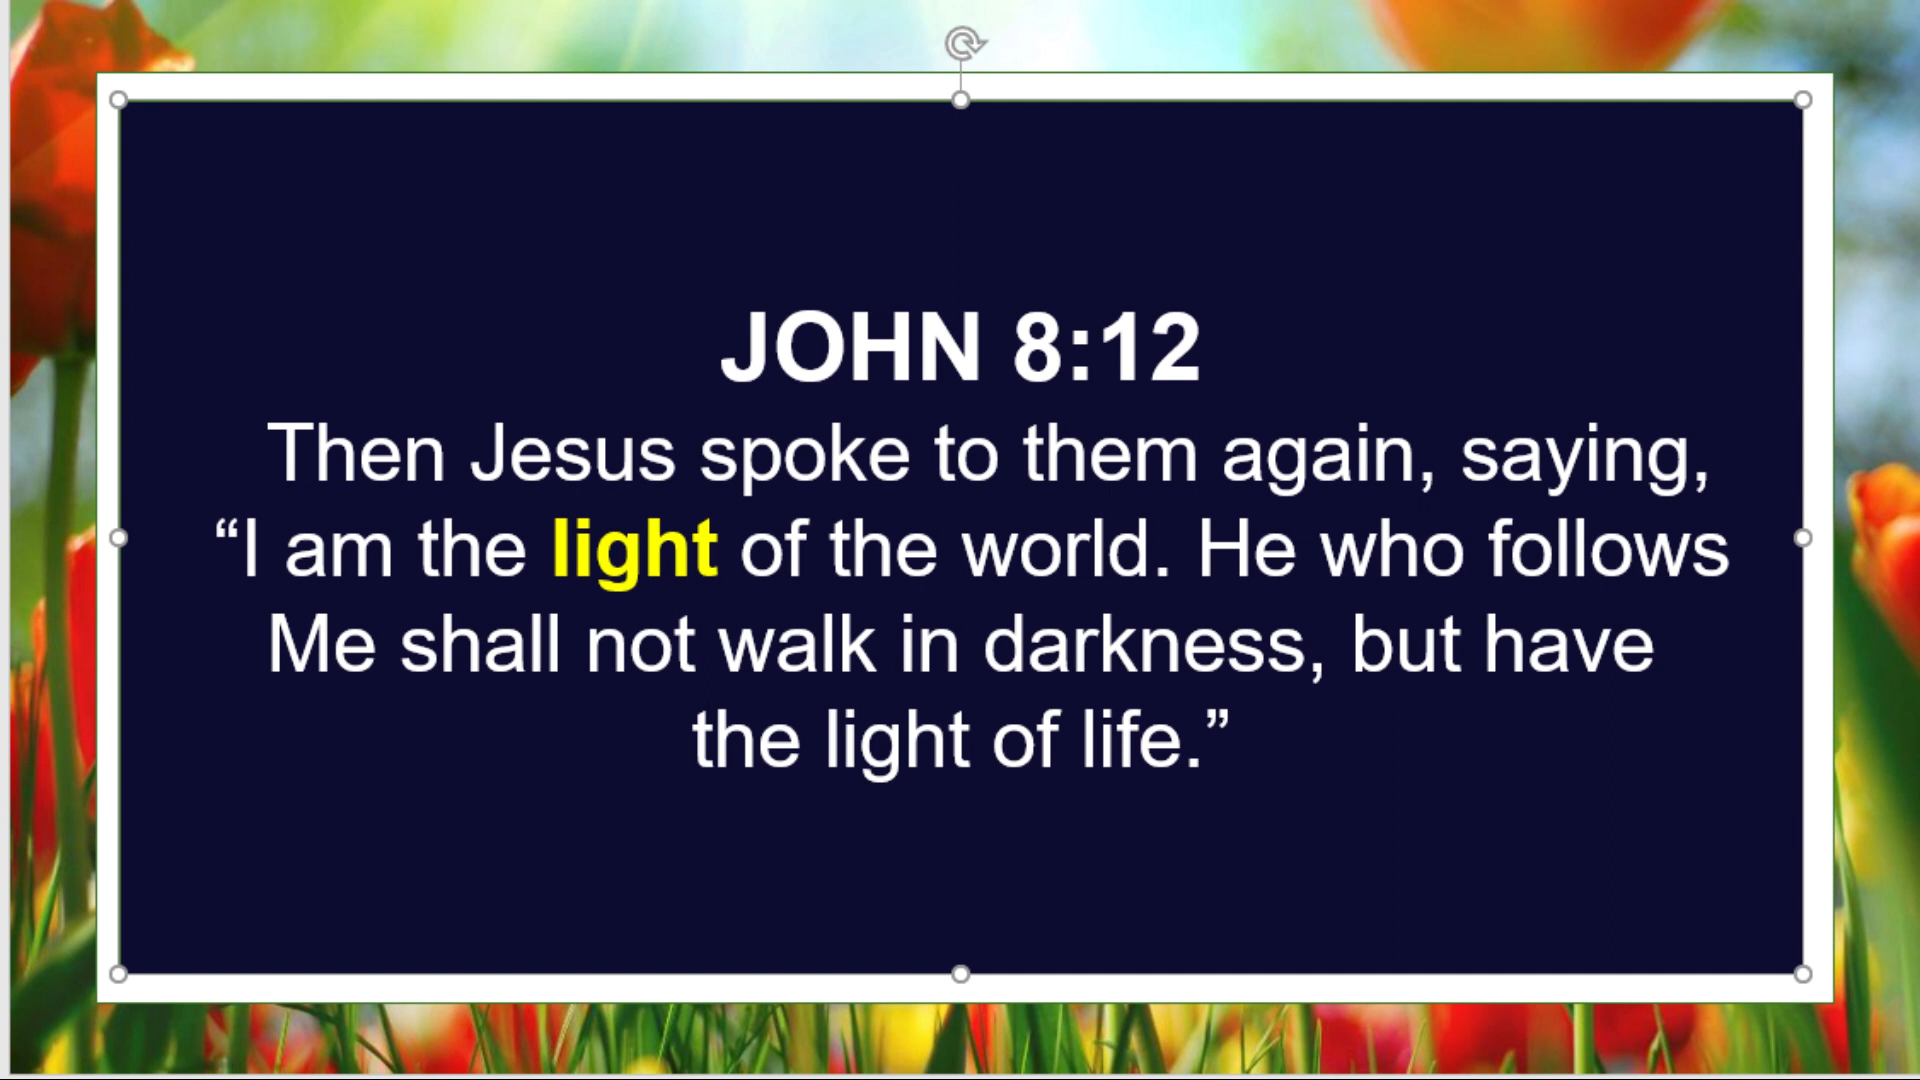 JOHN 8:12
Then Jesus spoke to them again, saying,
“I am the light of the world. He who follows
Me shall not walk in darkness, but have
the light of life.”